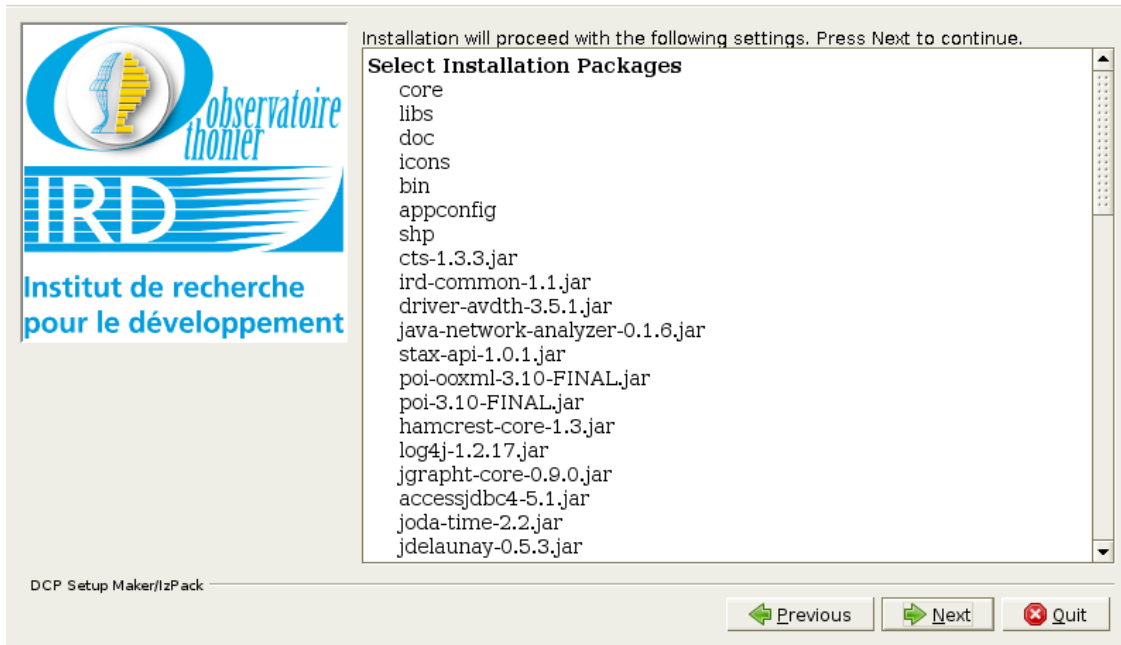 Observatoire
thonier
IRD
Institut de recherche
pour le développement
Installation will proceed with the following settings. Press Next to continue.
Select Installation Packages
core
libs
doc
icons
bin
appconfig
shp
cts-1.3.3.jar
ird-common-1.1.jar
driver-avdth-3.5.1.jar
java-network-analyzer-0.1.6.jar
stax-api-1.0.1.jar
poi-ooxml-3.10-FINAL.jar
poi-3.10-FINAL.jar
hamcrest-core-1.3.jar
log4j-1.2.17.jar
jgrapht-core-0.9.0.jar
accessjdbc4-5.1.jar
joda-time-2.2.jar
jdelaunay-0.5.3.jar
DCP Setup Maker/IzPack
Previous
Next
Quit